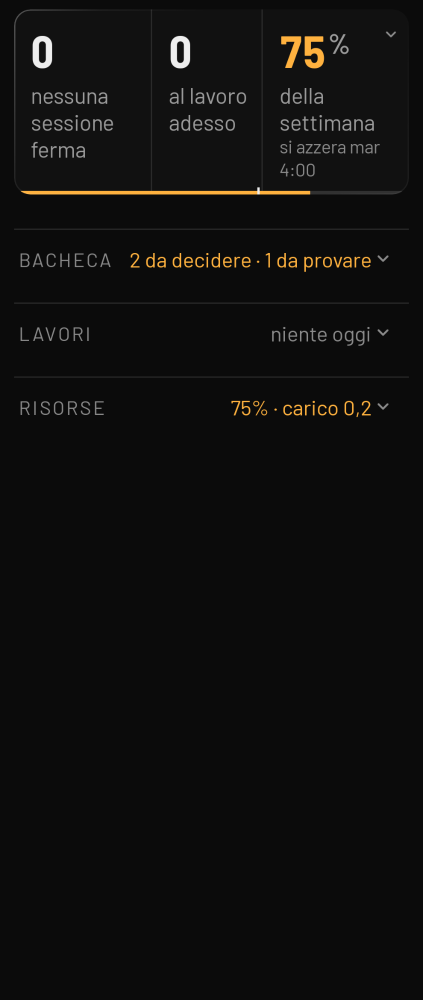 0
nessuna
sessione
ferma
0
al lavoro
adesso
75%
della
settimana
si azzera mar
4:00
BACHECA 2 da decidere · 1 da provare
LAVORI niente oggi
RISORSE 75% · carico 0,2